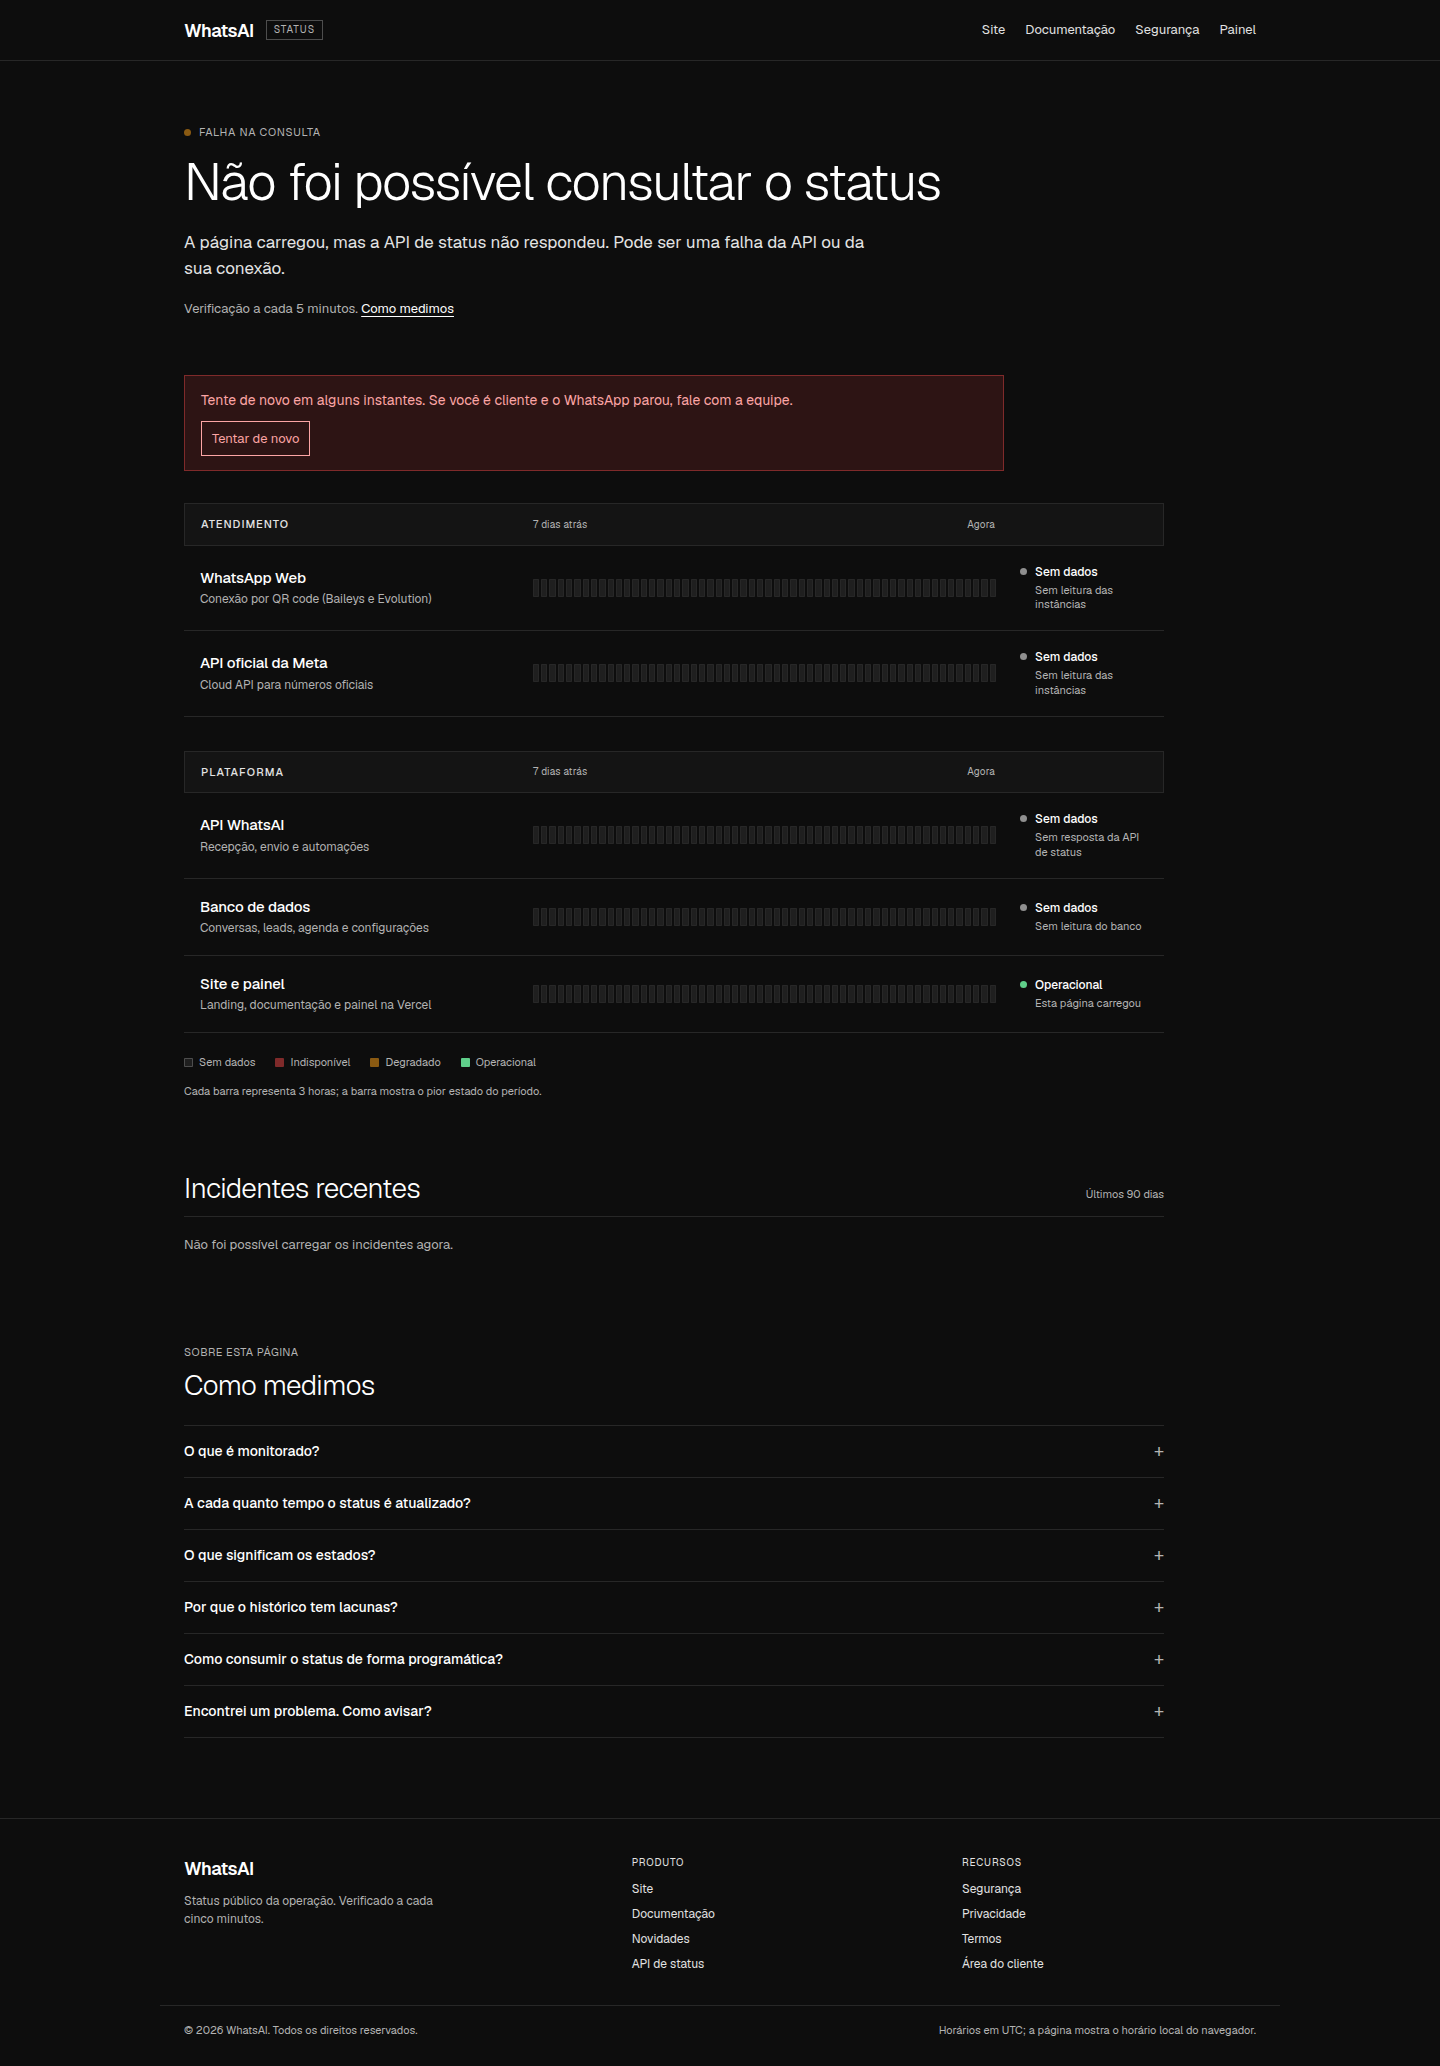 WhatsAI STATUS Site Documentação Segurança Painel
FALHA NA CONSULTA
Não foi possível consultar o status
A página carregou, mas a API de status não respondeu. Pode ser uma falha da API ou da
sua conexão.
Verificação a cada 5 minutos. Como medimos
Tente de novo em alguns instantes. Se você é cliente e o WhatsApp parou, fale com a equipe.
Tentar de novo
ATENDIMENTO 7 dias atrás Agora
WhatsApp Web
Conexão por QR code (Baileys e Evolution)
Sem dados
Sem leitura das
instâncias
API oficial da Meta
Cloud API para números oficiais
Sem dados
Sem leitura das
instâncias
PLATAFORMA 7 dias atrás Agora
API WhatsAI
Recepção, envio e automações
Sem dados
Sem resposta da API
de status
Banco de dados
Conversas, leads, agenda e configurações
Sem dados
Sem leitura do banco
Site e painel
Landing, documentação e painel na Vercel
Operacional
Esta página carregou
Sem dados Indisponível Degradado Operacional
Cada barra representa 3 horas; a barra mostra o pior estado do período.
Incidentes recentes Últimos 90 dias
Não foi possível carregar os incidentes agora.
SOBRE ESTA PÁGINA
Como medimos
O que é monitorado? +
A cada quanto tempo o status é atualizado? +
O que significam os estados? +
Por que o histórico tem lacunas? +
Como consumir o status de forma programática? +
Encontrei um problema. Como avisar? +
WhatsAI
Status público da operação. Verificado a cada
cinco minutos.
PRODUTO
Site
Documentação
Novidades
API de status
RECURSOS
Segurança
Privacidade
Termos
Área do cliente
© 2026 WhatsAI. Todos os direitos reservados. Horários em UTC; a página mostra o horário local do navegador.